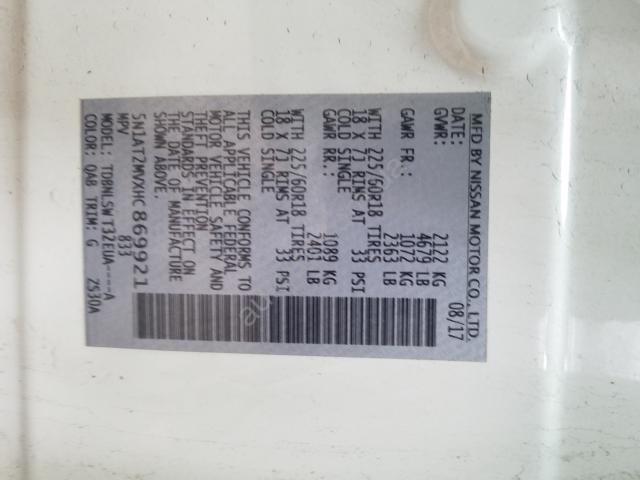 MFD BY NISSAN MOTOR CO., LTD.
DATE: 08/17
GVWR: 2122 KG
4679 LB
GAWR FR.: 1072 KG
2363 LB
WITH 225/60R18 TIRES
18 X 7J RIMS AT 33 PSI
COLD SINGLE
GAWR RR.: 1089 KG
2401 LB
WITH 225/60R18 TIRES
18 X 7J RIMS AT 33 PSI
COLD SINGLE
THIS VEHICLE CONFORMS TO
ALL APPLICABLE FEDERAL
MOTOR VEHICLE SAFETY AND
THEFT PREVENTION
STANDARDS IN EFFECT ON
THE DATE OF MANUFACTURE
SHOWN ABOVE.
5N1AT2MVXHC869921
MPV 833
COLOR: QAB TRIM: G Z530A